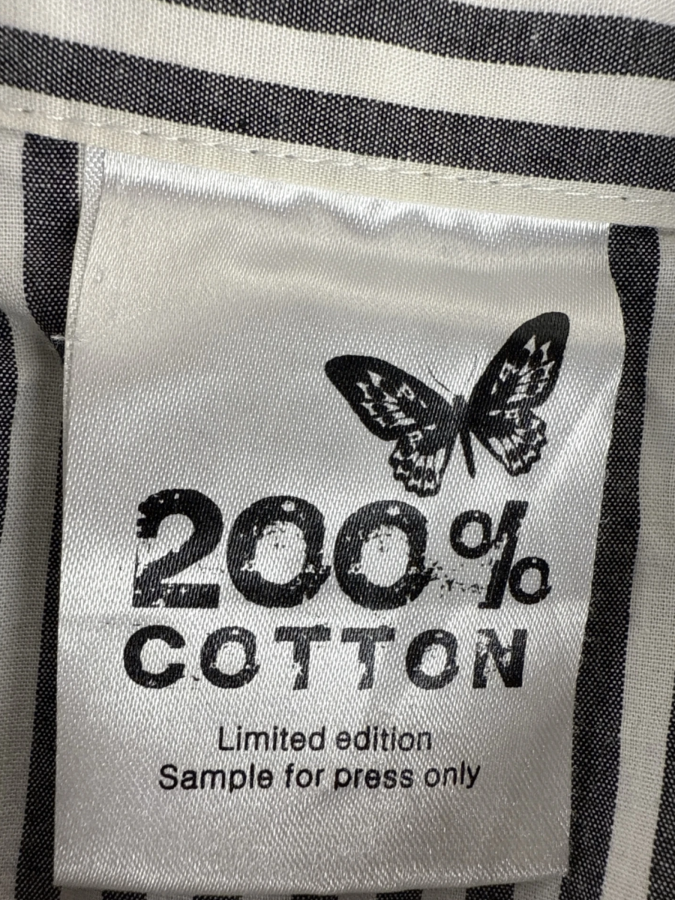 200%
COTTON
Limited edition
Sample for press only